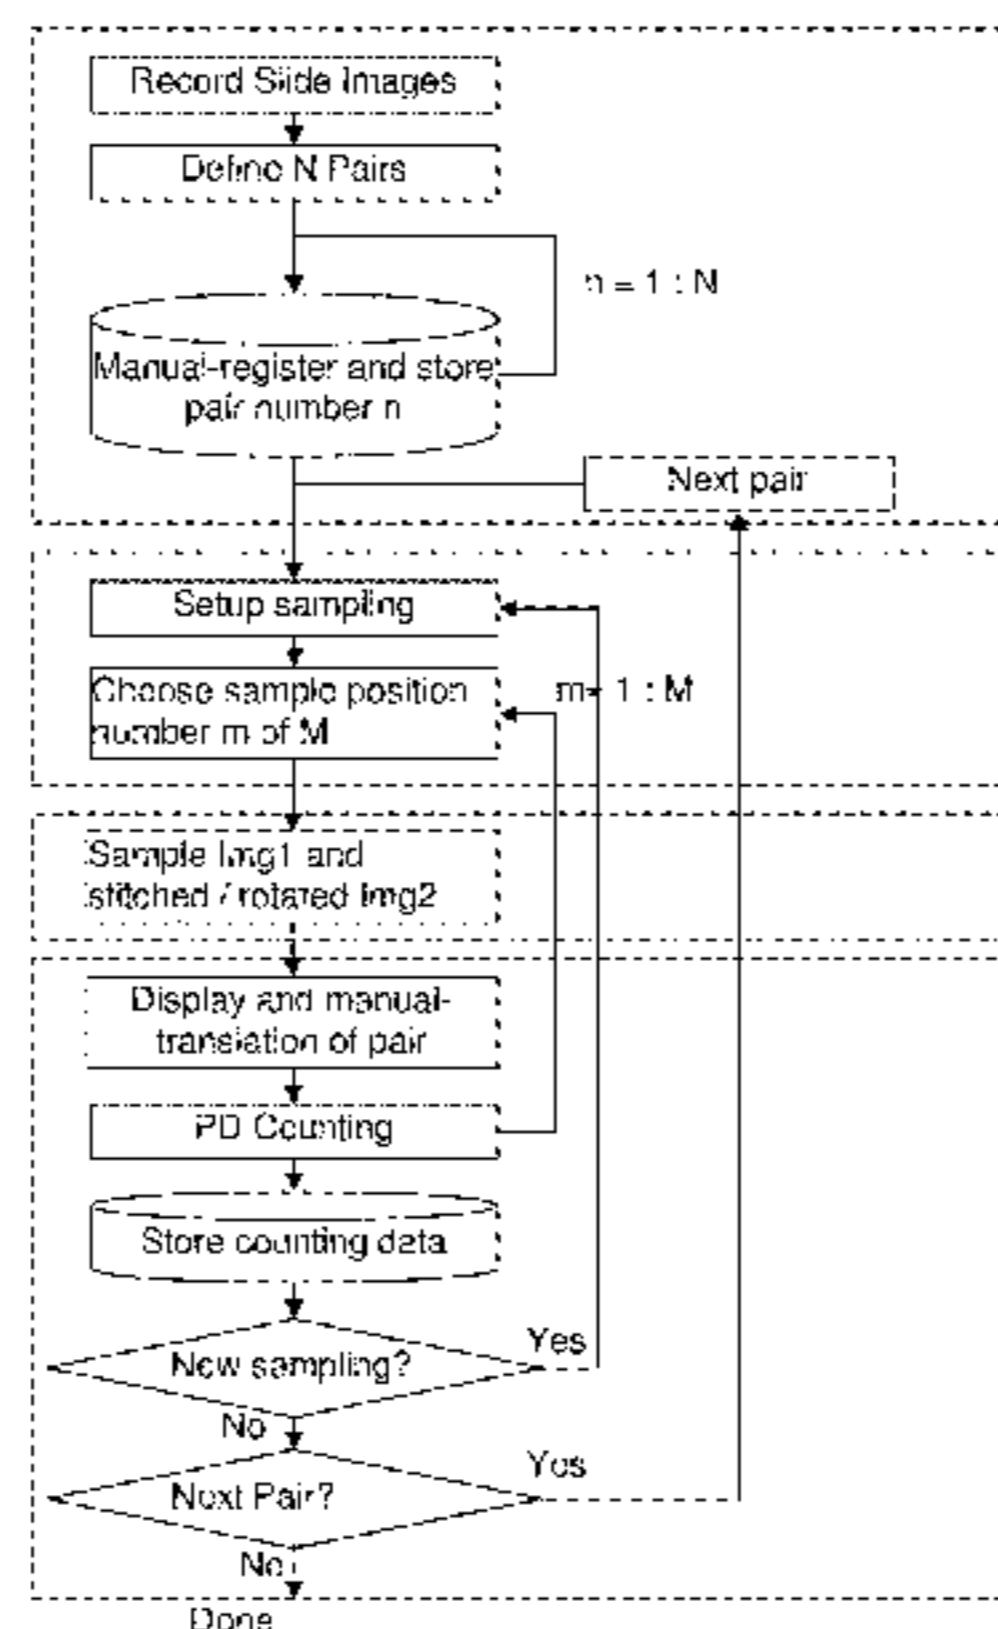 Record Slide Images
Define N Pairs
n = 1 : N
Manual-register and store
pair number n
Next pair
Setup sampling
Choose sample position
number m of M
m= 1 : M
Sample Img1 and
stitched / rotared Img2
Display and manual-
translation of pair
PD Counting
Store counting data
New sampling?
Yes
No
Next Pair?
Yes
No
Done